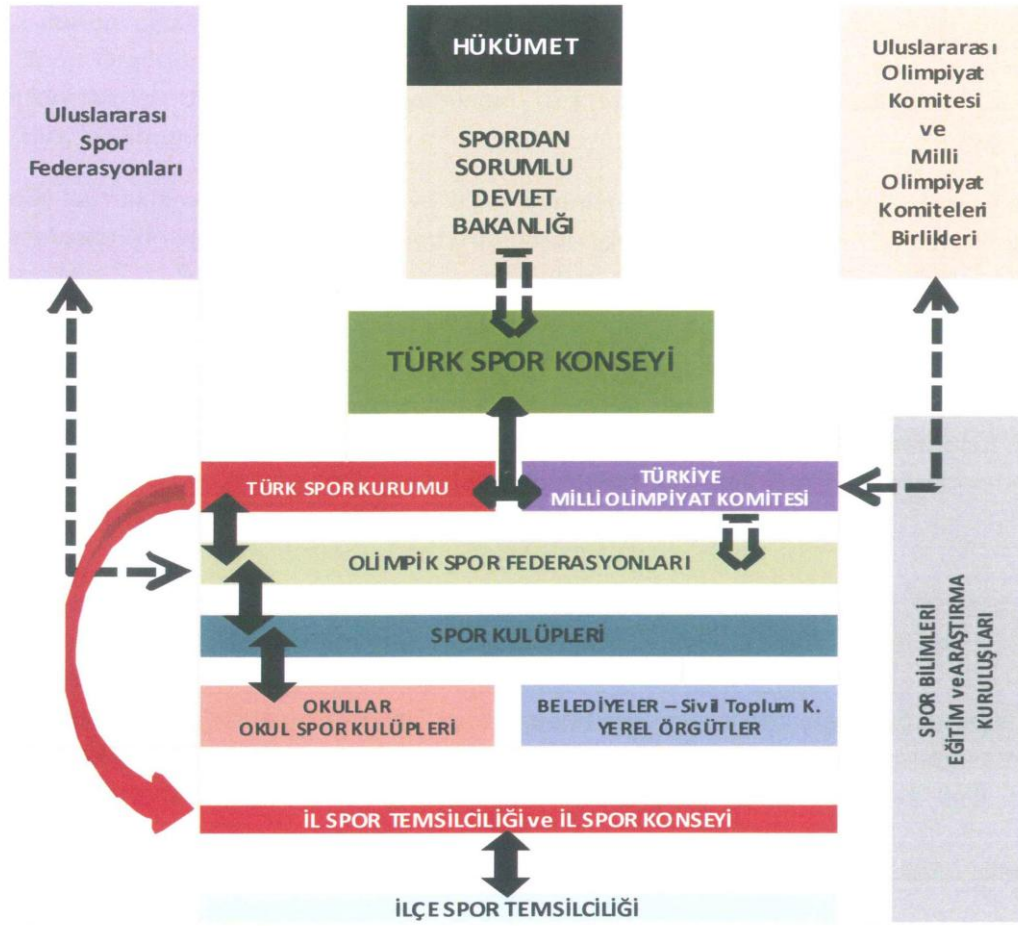 Uluslararası
Spor
Federasyonları
HÜKÜMET
SPORDAN
SORUMLU
DEVLET
BAKANLIĞI
Uluslararası
Olimpiyat
Komitesi
ve
Milli
Olimpiyat
Komiteleri
Birlikleri
TÜRK SPOR KONSEYİ
TÜRK SPOR KURUMU
TÜRKİYE
MİLLİ OLİMPİYAT KOMİTESİ
OLİMPİK SPOR FEDERASYONLARI
SPOR KULÜPLERİ
OKULLAR
OKUL SPOR KULÜPLERİ
BELEDİYELER – Sivil Toplum K.
YEREL ÖRGÜTLER
SPOR BİLİMLERİ
EĞİTİM ve ARAŞTIRMA
KURULUŞLARI
İL SPOR TEMSİLCİLİĞİ ve İL SPOR KONSEYİ
İLÇE SPOR TEMSİLCİLİĞİ